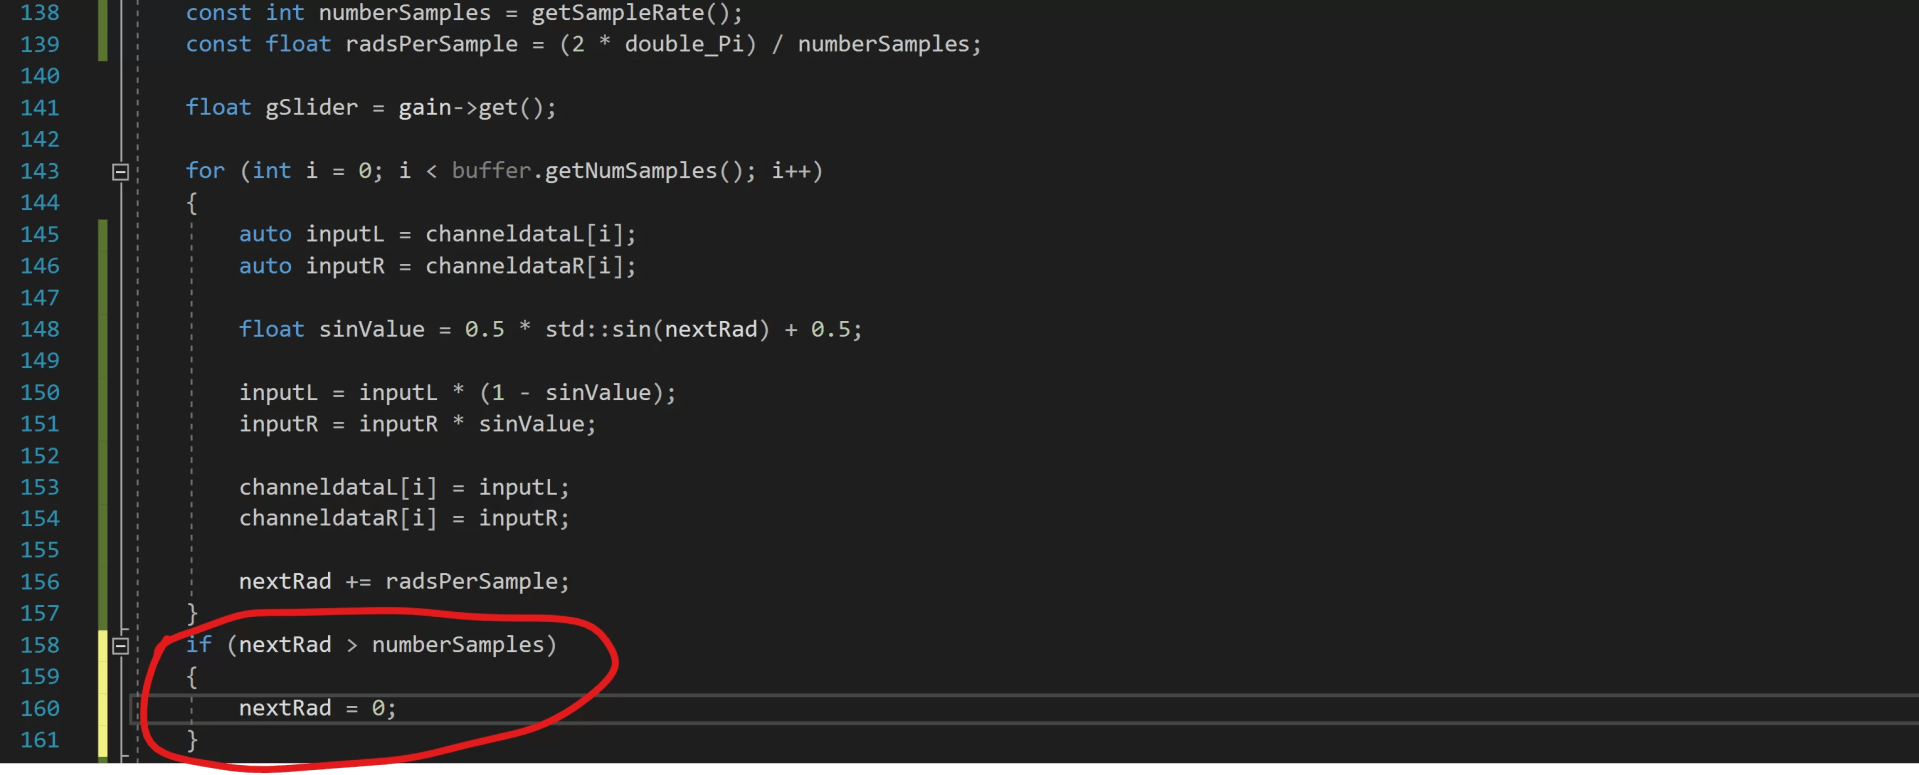 138 const int numberSamples = getSampleRate();
139 const float radsPerSample = (2 * double_Pi) / numberSamples;
140
141 float gSlider = gain->get();
142
143 for (int i = 0; i < buffer.getNumSamples(); i++)
144 {
145 auto inputL = channeldataL[i];
146 auto inputR = channeldataR[i];
147
148 float sinValue = 0.5 * std::sin(nextRad) + 0.5;
149
150 inputL = inputL * (1 - sinValue);
151 inputR = inputR * sinValue;
152
153 channeldataL[i] = inputL;
154 channeldataR[i] = inputR;
155
156 nextRad += radsPerSample;
157 }
158 if (nextRad > numberSamples)
159 {
160 nextRad = 0;
161 }